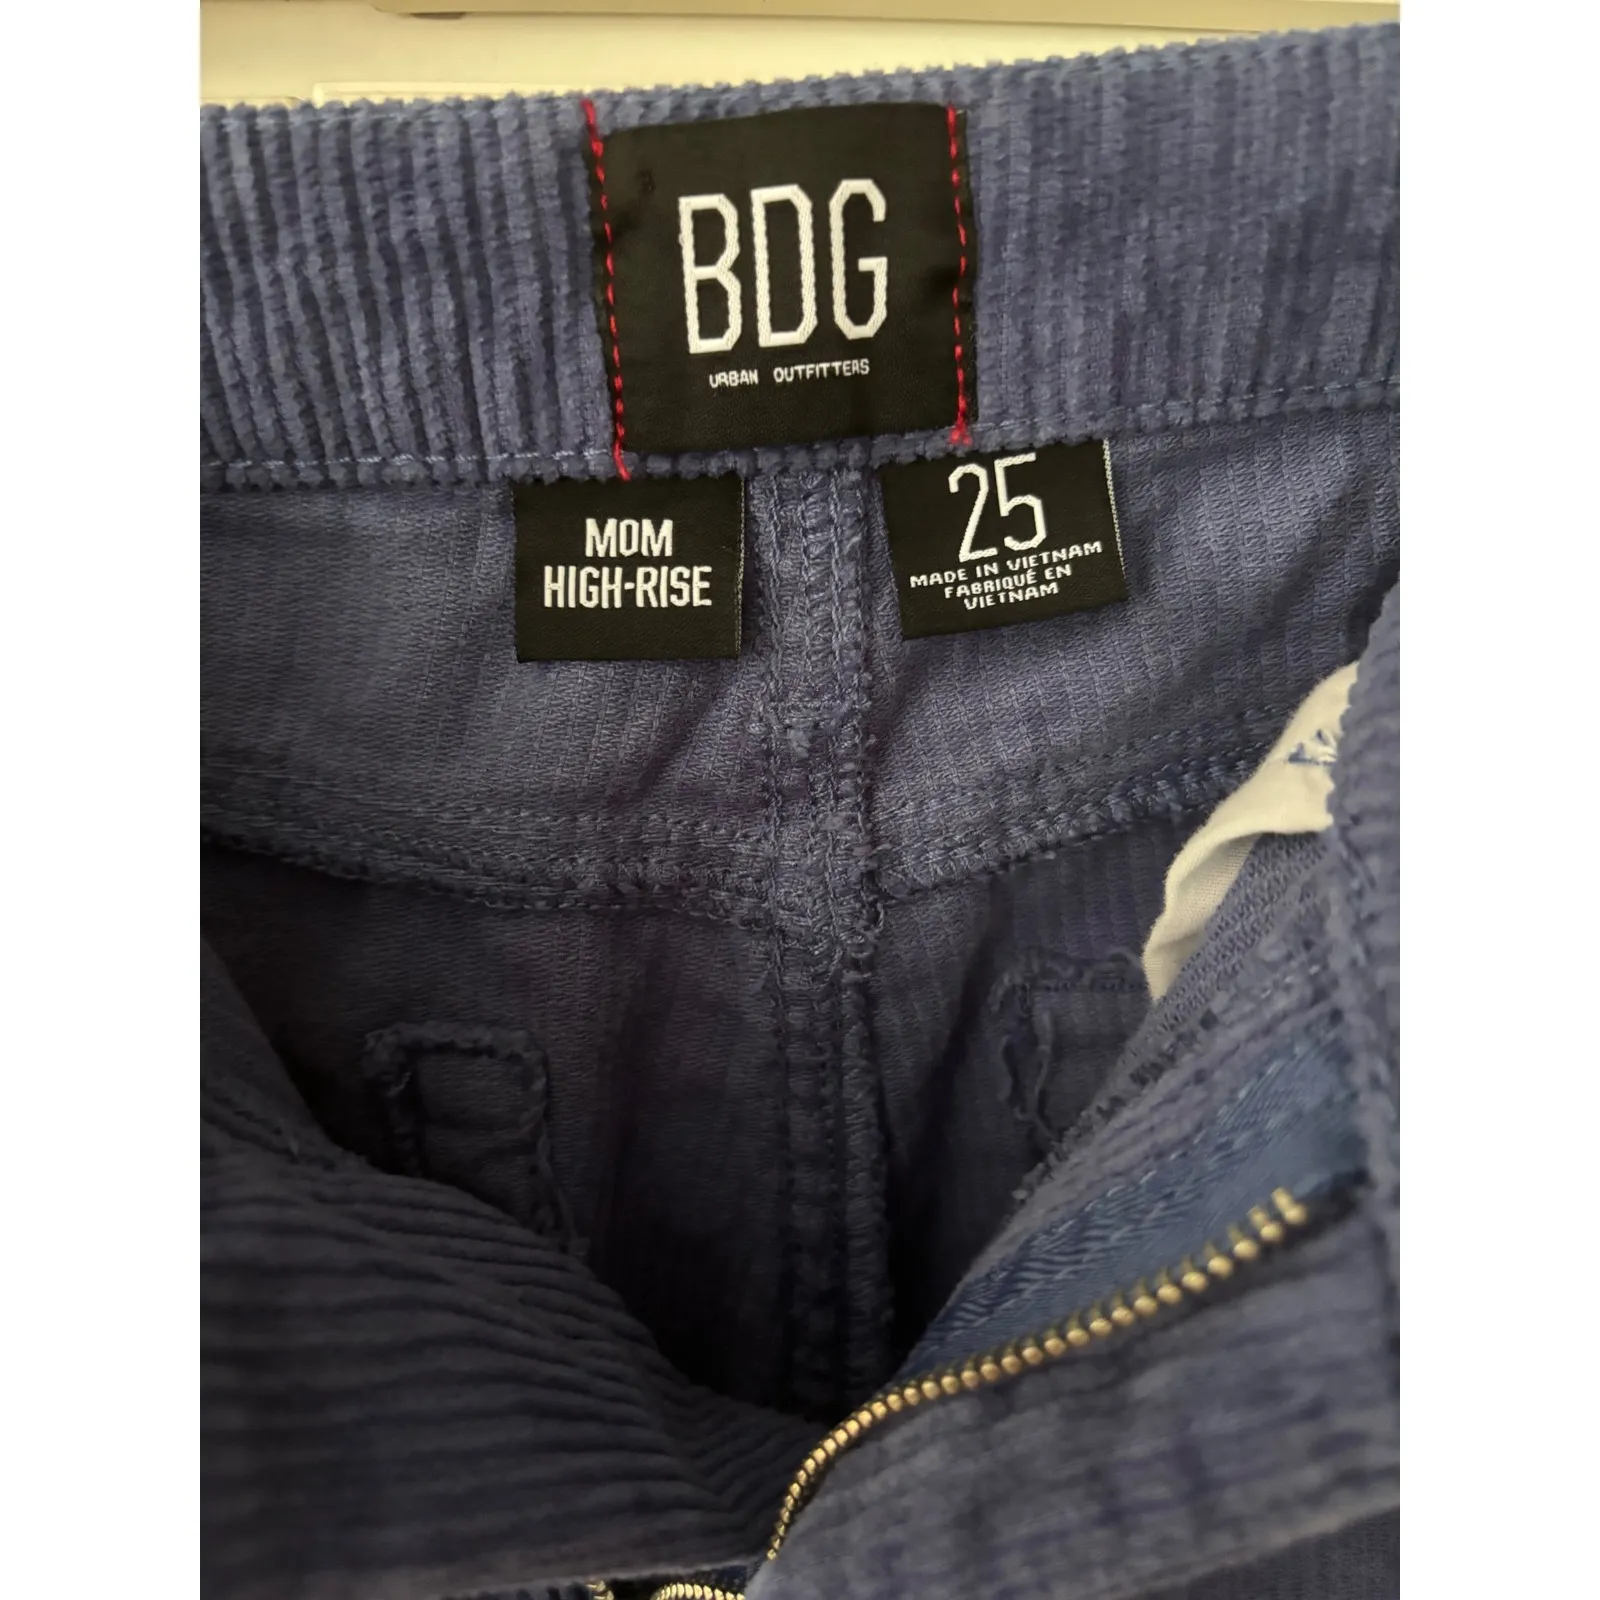 BDG
URBAN OUTFITTERS
MOM
HIGH-RISE
25
MADE IN VIETNAM
FABRIQUÉ EN
VIETNAM